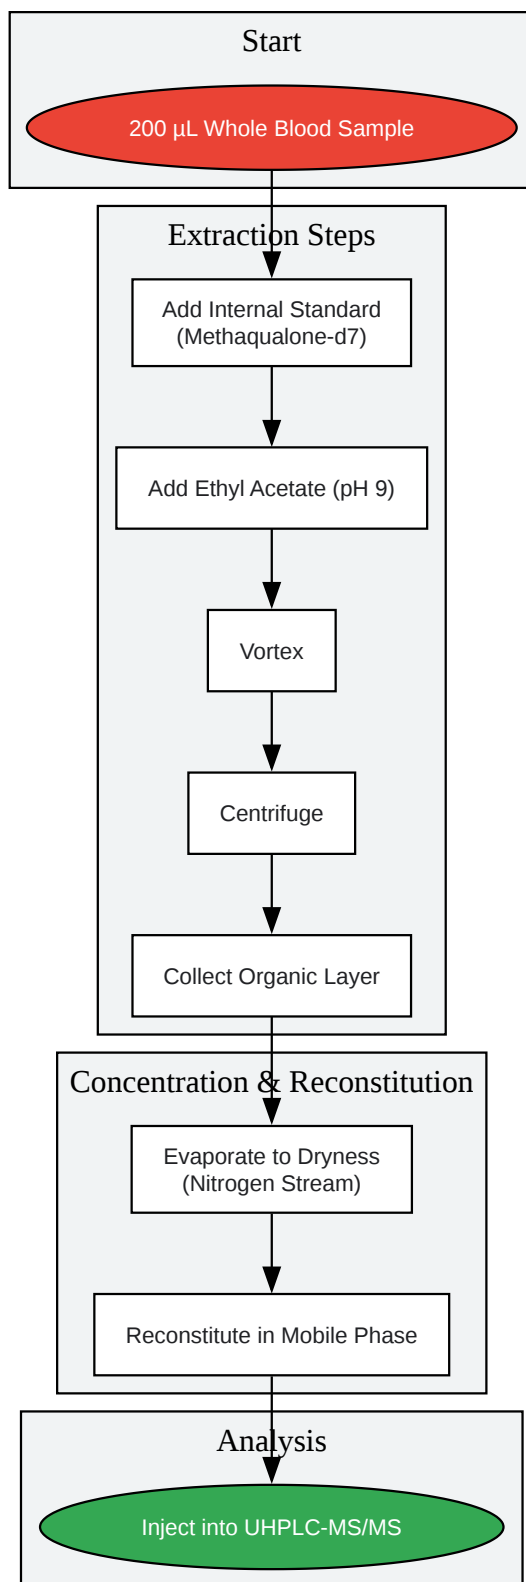 Start
200 µL Whole Blood Sample
Extraction Steps
Add Internal Standard
(Methaqualone-d7)
Add Ethyl Acetate (pH 9)
Vortex
Centrifuge
Collect Organic Layer
Concentration & Reconstitution
Evaporate to Dryness
(Nitrogen Stream)
Reconstitute in Mobile Phase
Analysis
Inject into UHPLC-MS/MS